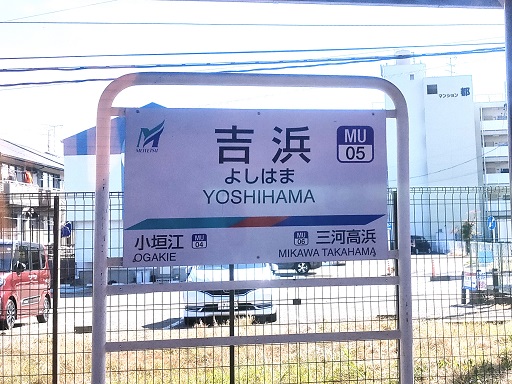 マンション 都
MEITETSU
吉浜
MU
05
よしはま
YOSHIHAMA
小垣江 MU 04
OGAKIE
MU 06 三河高浜
MIKAWA TAKAHAMA